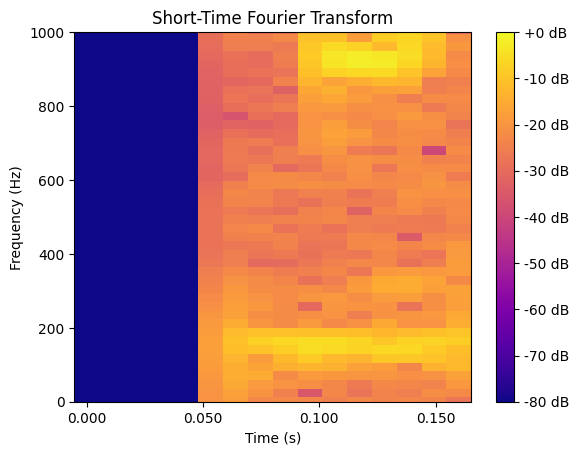 Short-Time Fourier Transform
Frequency (Hz)
1000
800
600
400
200
0
0.000
0.050
0.100
0.150
Time (s)
+0 dB
-10 dB
-20 dB
-30 dB
-40 dB
-50 dB
-60 dB
-70 dB
-80 dB